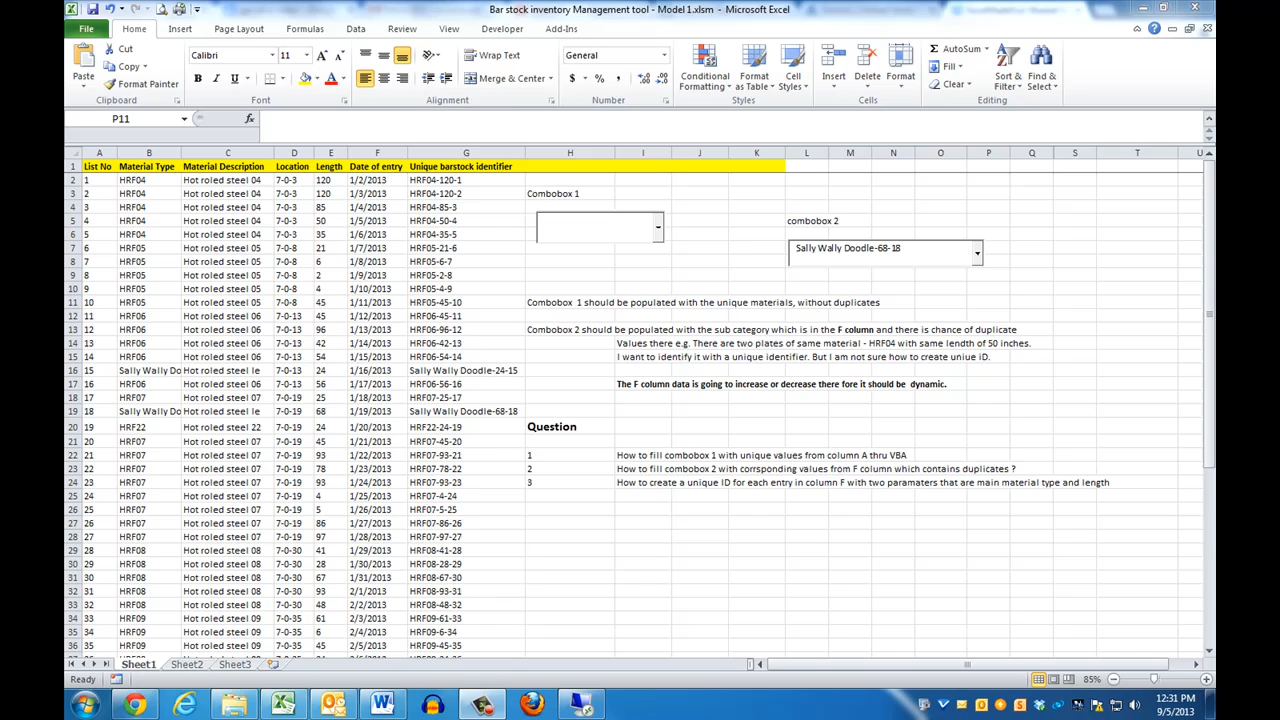 Bar stock inventory Management tool - Model 1.xlsm - Microsoft Excel
File Home Insert Page Layout Formulas Data Review View Developer Add-Ins
Cut Calibri 11 Wrap Text General AutoSum
Copy Fill
Paste Format Painter Merge & Center Conditional Formatting Format as Table Cell Styles Insert Delete Format Clear Sort & Filter Find & Select
Clipboard Font Alignment Number Styles Cells Editing
P11 fx
A B C D E F G H I J K L M N O P Q S T U
1 List No Material Type Material Description Location Length Date of entry Unique barstock identifier
2 1 HRF04 Hot roled steel 04 7-0-3 120 1/2/2013 HRF04-120-1
3 2 HRF04 Hot roled steel 04 7-0-3 120 1/3/2013 HRF04-120-2 Combobox 1
4 3 HRF04 Hot roled steel 04 7-0-3 85 1/4/2013 HRF04-85-3
5 4 HRF04 Hot roled steel 04 7-0-3 50 1/5/2013 HRF04-50-4 combobox 2
6 5 HRF04 Hot roled steel 04 7-0-3 35 1/6/2013 HRF04-35-5
7 6 HRF05 Hot roled steel 05 7-0-8 21 1/7/2013 HRF05-21-6 Sally Wally Doodle-68-18
8 7 HRF05 Hot roled steel 05 7-0-8 6 1/8/2013 HRF05-6-7
9 8 HRF05 Hot roled steel 05 7-0-8 2 1/9/2013 HRF05-2-8
10 9 HRF05 Hot roled steel 05 7-0-8 4 1/10/2013 HRF05-4-9
11 10 HRF05 Hot roled steel 05 7-0-8 45 1/11/2013 HRF05-45-10 Combobox 1 should be populated with the unique materials, without duplicates
12 11 HRF06 Hot roled steel 06 7-0-13 45 1/12/2013 HRF06-45-11
13 12 HRF06 Hot roled steel 06 7-0-13 96 1/13/2013 HRF06-96-12 Combobox 2 should be populated with the sub category which is in the F column and there is chance of duplicate
14 13 HRF06 Hot roled steel 06 7-0-13 42 1/14/2013 HRF06-42-13 Values there e.g. There are two plates of same material - HRF04 with same lendth of 50 inches.
15 14 HRF06 Hot roled steel 06 7-0-13 54 1/15/2013 HRF06-54-14 I want to identify it with a unique identifier. But I am not sure how to create uniue iD.
16 15 Sally Wally Do Hot roled steel le 7-0-13 24 1/16/2013 Sally Wally Doodle-24-15
17 16 HRF06 Hot roled steel 06 7-0-13 56 1/17/2013 HRF06-56-16 The F column data is going to increase or decrease there fore it should be dynamic.
18 17 HRF07 Hot roled steel 07 7-0-19 25 1/18/2013 HRF07-25-17
19 18 Sally Wally Do Hot roled steel le 7-0-19 68 1/19/2013 Sally Wally Doodle-68-18
20 19 HRF22 Hot roled steel 22 7-0-19 24 1/20/2013 HRF22-24-19 Question
21 20 HRF07 Hot roled steel 07 7-0-19 45 1/21/2013 HRF07-45-20
22 21 HRF07 Hot roled steel 07 7-0-19 93 1/22/2013 HRF07-93-21 1 How to fill combobox 1 with unique values from column A thru VBA
23 22 HRF07 Hot roled steel 07 7-0-19 78 1/23/2013 HRF07-78-22 2 How to fill combobox 2 with corrsponding values from F column which contains duplicates ?
24 23 HRF07 Hot roled steel 07 7-0-19 93 1/24/2013 HRF07-93-23 3 How to create a unique ID for each entry in column F with two paramaters that are main material type and length
25 24 HRF07 Hot roled steel 07 7-0-19 4 1/25/2013 HRF07-4-24
26 25 HRF07 Hot roled steel 07 7-0-19 5 1/26/2013 HRF07-5-25
27 26 HRF07 Hot roled steel 07 7-0-19 86 1/27/2013 HRF07-86-26
28 27 HRF07 Hot roled steel 07 7-0-19 97 1/28/2013 HRF07-97-27
29 28 HRF08 Hot roled steel 08 7-0-30 41 1/29/2013 HRF08-41-28
30 29 HRF08 Hot roled steel 08 7-0-30 28 1/30/2013 HRF08-28-29
31 30 HRF08 Hot roled steel 08 7-0-30 67 1/31/2013 HRF08-67-30
32 31 HRF08 Hot roled steel 08 7-0-30 93 2/1/2013 HRF08-93-31
33 32 HRF08 Hot roled steel 08 7-0-30 48 2/2/2013 HRF08-48-32
34 33 HRF09 Hot roled steel 09 7-0-35 61 2/3/2013 HRF09-61-33
35 34 HRF09 Hot roled steel 09 7-0-35 6 2/4/2013 HRF09-6-34
36 35 HRF09 Hot roled steel 09 7-0-35 45 2/5/2013 HRF09-45-35
Sheet1 Sheet2 Sheet3
Ready 85%
12:31 PM
9/5/2013